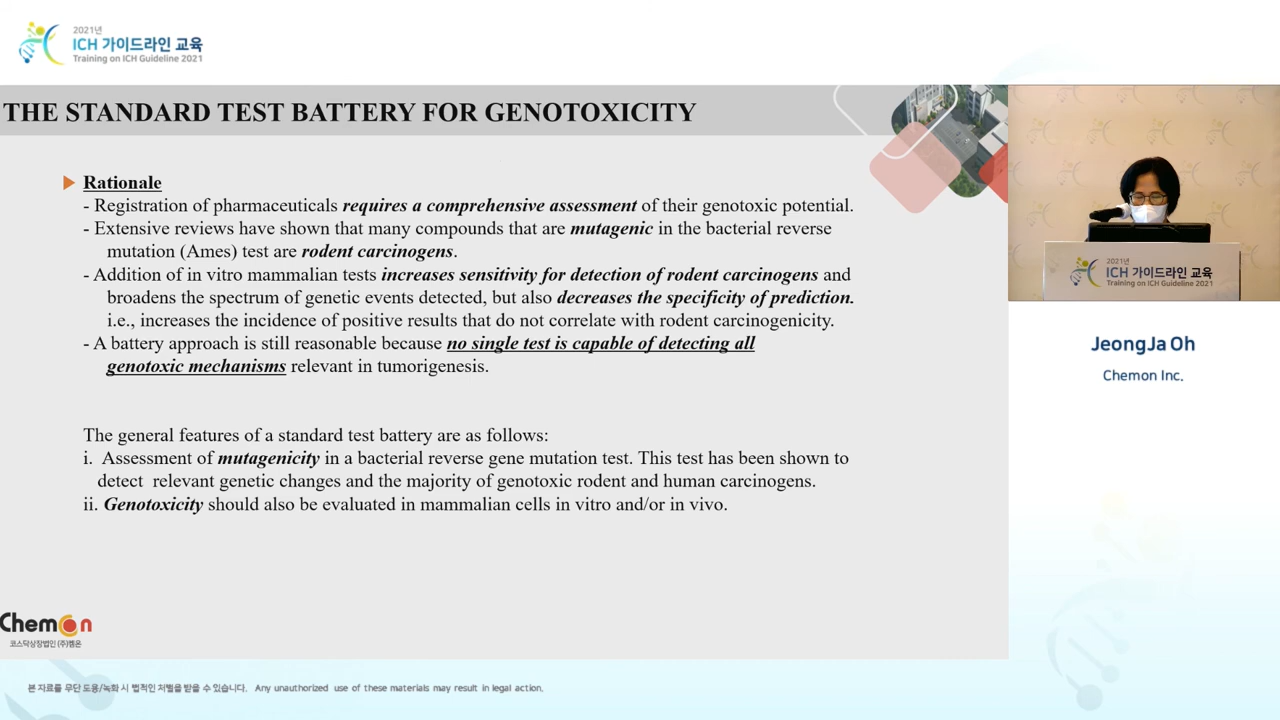 2021년
ICH 가이드라인 교육
Training on ICH Guideline 2021
THE STANDARD TEST BATTERY FOR GENOTOXICITY
Rationale
- Registration of pharmaceuticals requires a comprehensive assessment of their genotoxic potential.
- Extensive reviews have shown that many compounds that are mutagenic in the bacterial reverse
mutation (Ames) test are rodent carcinogens.
- Addition of in vitro mammalian tests increases sensitivity for detection of rodent carcinogens and
broadens the spectrum of genetic events detected, but also decreases the specificity of prediction.
i.e., increases the incidence of positive results that do not correlate with rodent carcinogenicity.
- A battery approach is still reasonable because no single test is capable of detecting all
genotoxic mechanisms relevant in tumorigenesis.
The general features of a standard test battery are as follows:
i. Assessment of mutagenicity in a bacterial reverse gene mutation test. This test has been shown to
detect relevant genetic changes and the majority of genotoxic rodent and human carcinogens.
ii. Genotoxicity should also be evaluated in mammalian cells in vitro and/or in vivo.
2021년
ICH 가이드라인 교육
Training on ICH Guideline 2021
JeongJa Oh
Chemon Inc.
Chemon
코스닥상장법인 (주)켐온
본 자료를 무단 도용/녹화 시 법적인 처벌을 받을 수 있습니다. Any unauthorized use of these materials may result in legal action.